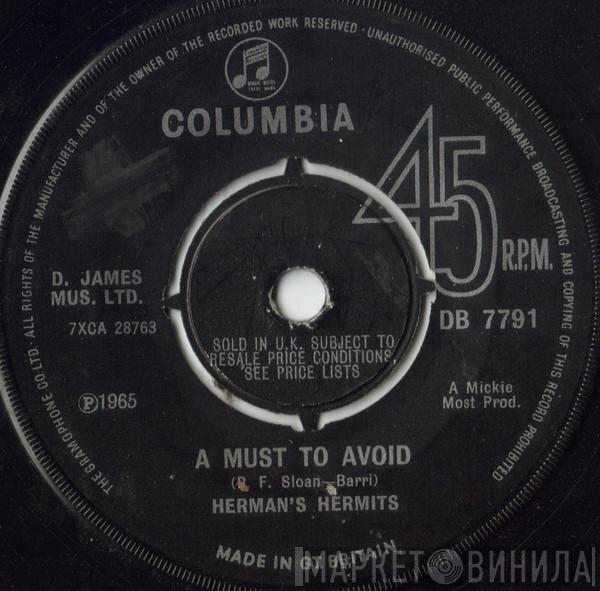 THE GRAMOPHONE CO. LTD. ALL RIGHTS OF THE MANUFACTURER AND OF THE OWNER OF THE RECORDED WORK RESERVED · UNAUTHORISED PUBLIC PERFORMANCE BROADCASTING AND COPYING OF THIS RECORD PROHIBITED
COLUMBIA
45
R.P.M.
D. JAMES
MUS. LTD.
7XCA 28763
DB 7791
SOLD IN U.K. SUBJECT TO
RESALE PRICE CONDITIONS
SEE PRICE LISTS
Ⓟ1965
A Mickie
Most Prod.
A MUST TO AVOID
(P. F. Sloan—Barri)
HERMAN'S HERMITS
MADE IN GT. BRITAIN
МАРКЕТ ВИНИЛА